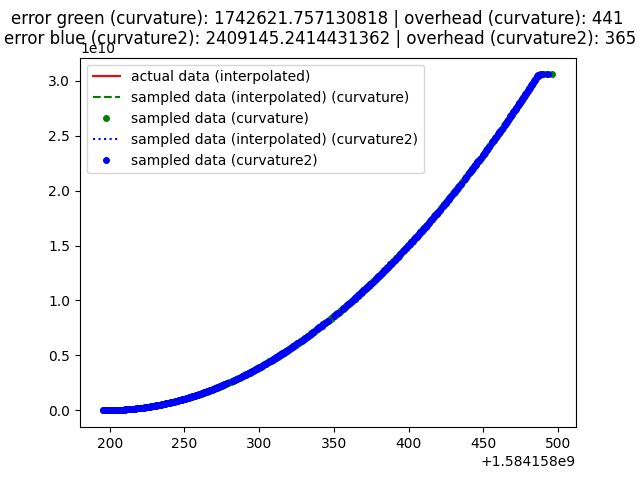 error green (curvature): 1742621.757130818 | overhead (curvature): 441
error blue (curvature2): 2409145.2414431362 | overhead (curvature2): 365
1e10
actual data (interpolated)
sampled data (interpolated) (curvature)
sampled data (curvature)
sampled data (interpolated) (curvature2)
sampled data (curvature2)
3.0
2.5
2.0
1.5
1.0
0.5
0.0
200 250 300 350 400 450 500
+1.584158e9